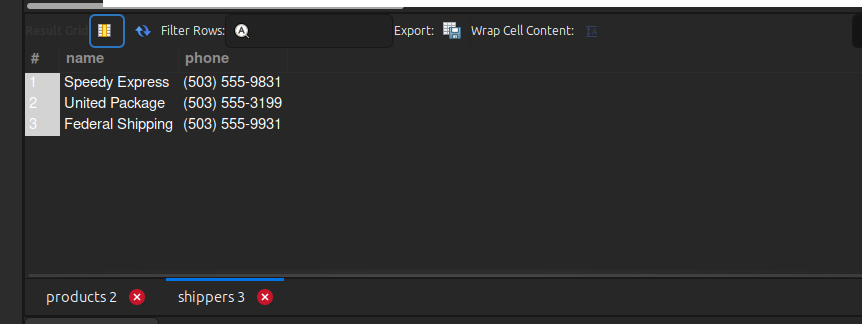 Result Grid Filter Rows: Export: Wrap Cell Content:
# name phone
1 Speedy Express (503) 555-9831
2 United Package (503) 555-3199
3 Federal Shipping (503) 555-9931
products 2 shippers 3